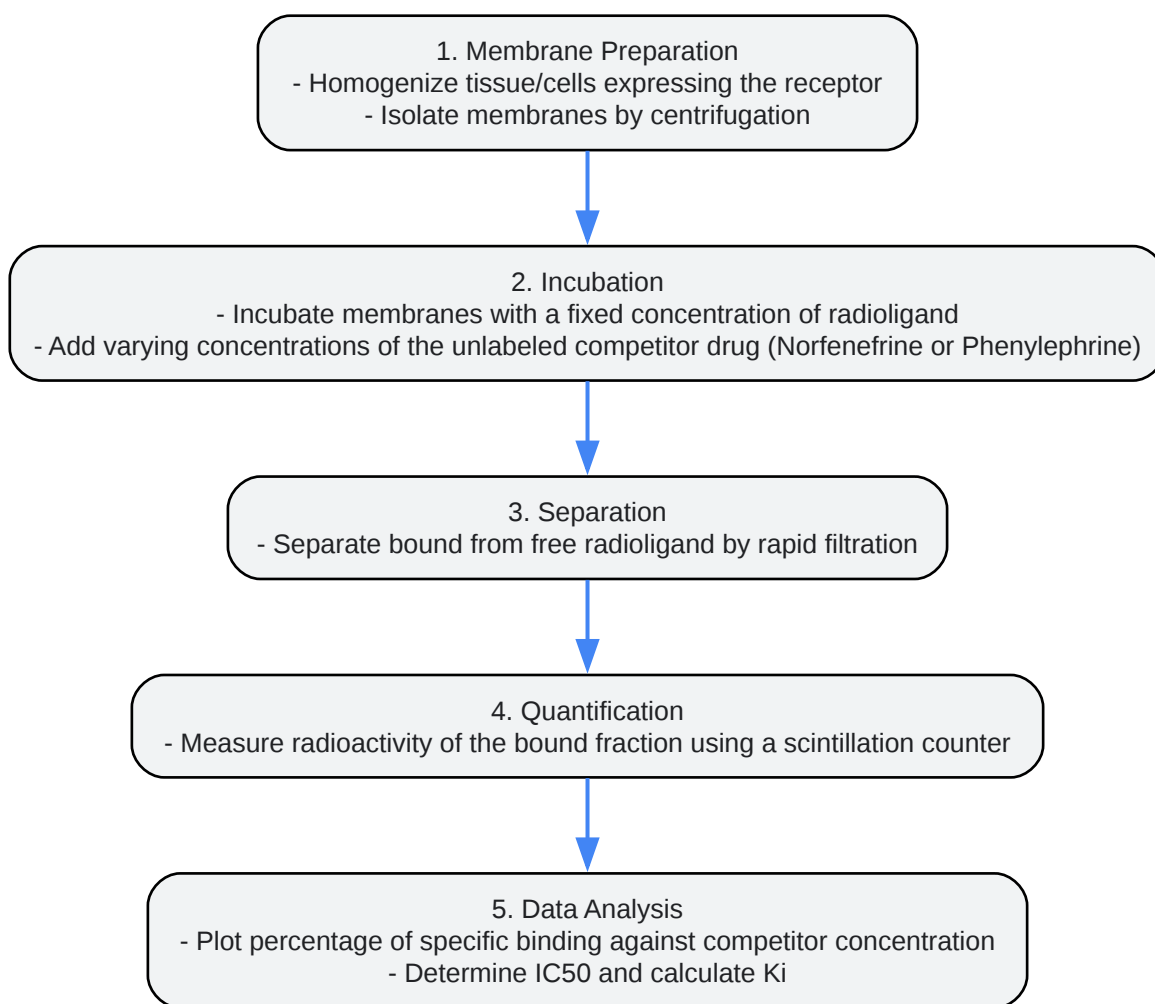 1. Membrane Preparation
- Homogenize tissue/cells expressing the receptor
- Isolate membranes by centrifugation
2. Incubation
- Incubate membranes with a fixed concentration of radioligand
- Add varying concentrations of the unlabeled competitor drug (Norfenefrine or Phenylephrine)
3. Separation
- Separate bound from free radioligand by rapid filtration
4. Quantification
- Measure radioactivity of the bound fraction using a scintillation counter
5. Data Analysis
- Plot percentage of specific binding against competitor concentration
- Determine IC50 and calculate Ki